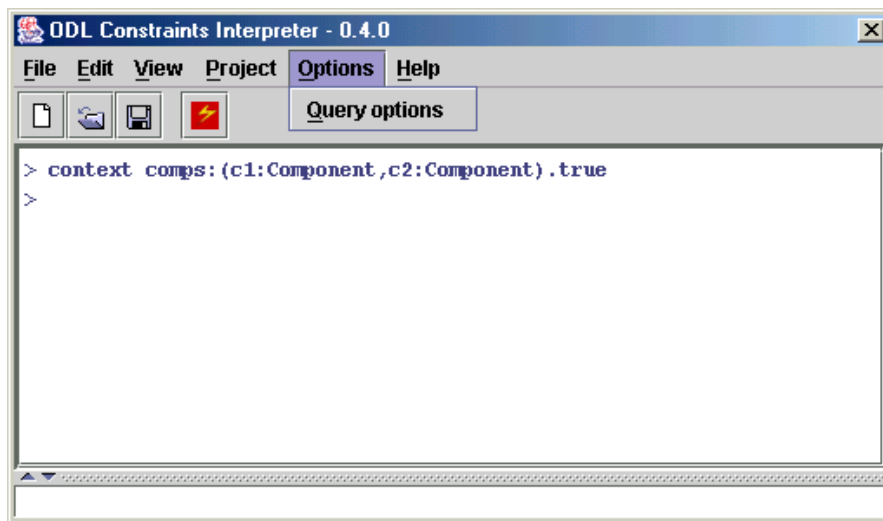 ODL Constraints Interpreter - 0.4.0
File Edit View Project Options Help
Query options
> context comps:(c1:Component,c2:Component).true
>